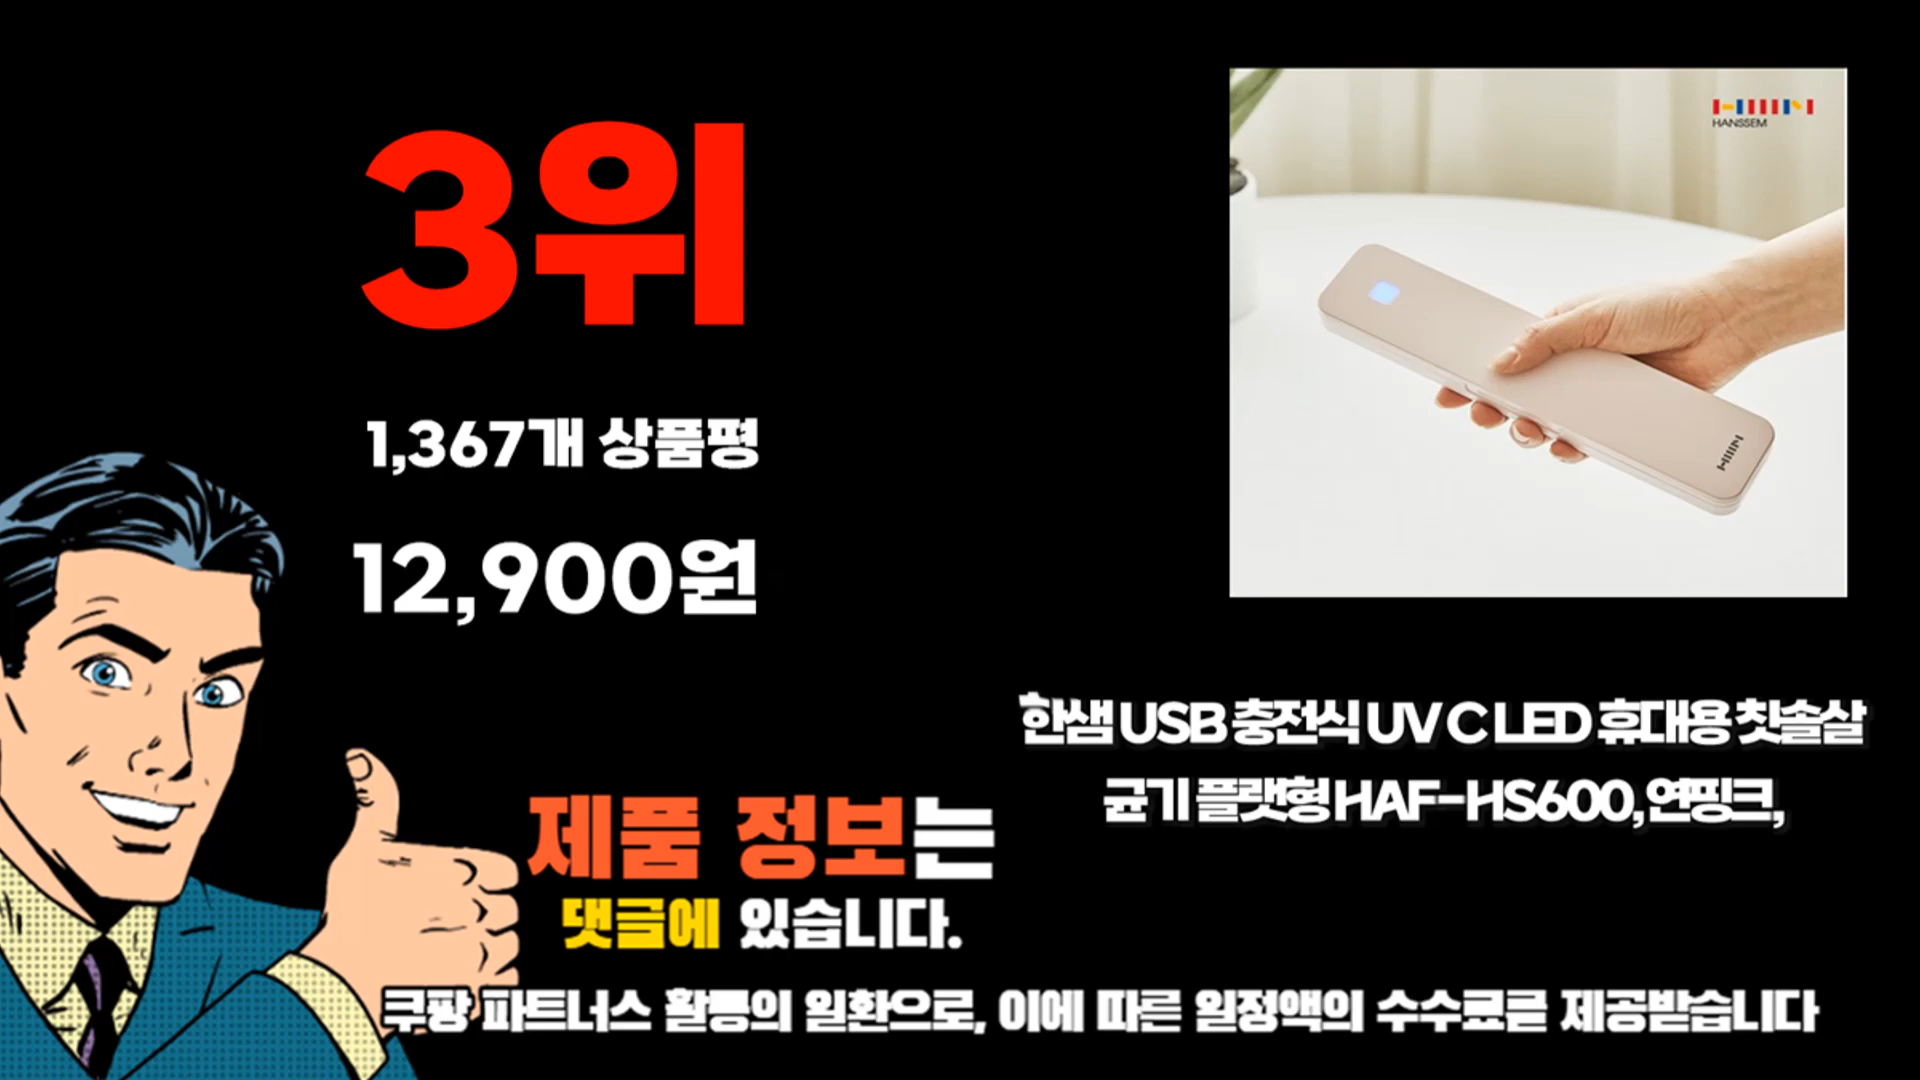 3위
1,367개 상품평
12,900원
HANSSEM
한샘 USB 충전식 UV C LED 휴대용 칫솔살
균기 플랫형 HAF-HS600, 연핑크,
제품 정보는
댓글에 있습니다.
쿠팡 파트너스 활동의 일환으로, 이에 따른 일정액의 수수료를 제공받습니다